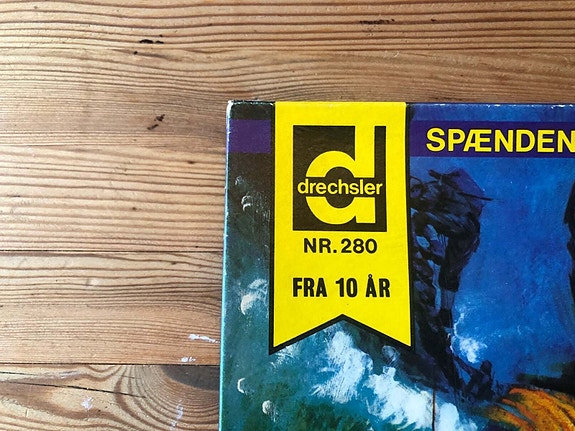 drechsler
NR. 280
FRA 10 ÅR
SPÆNDEN